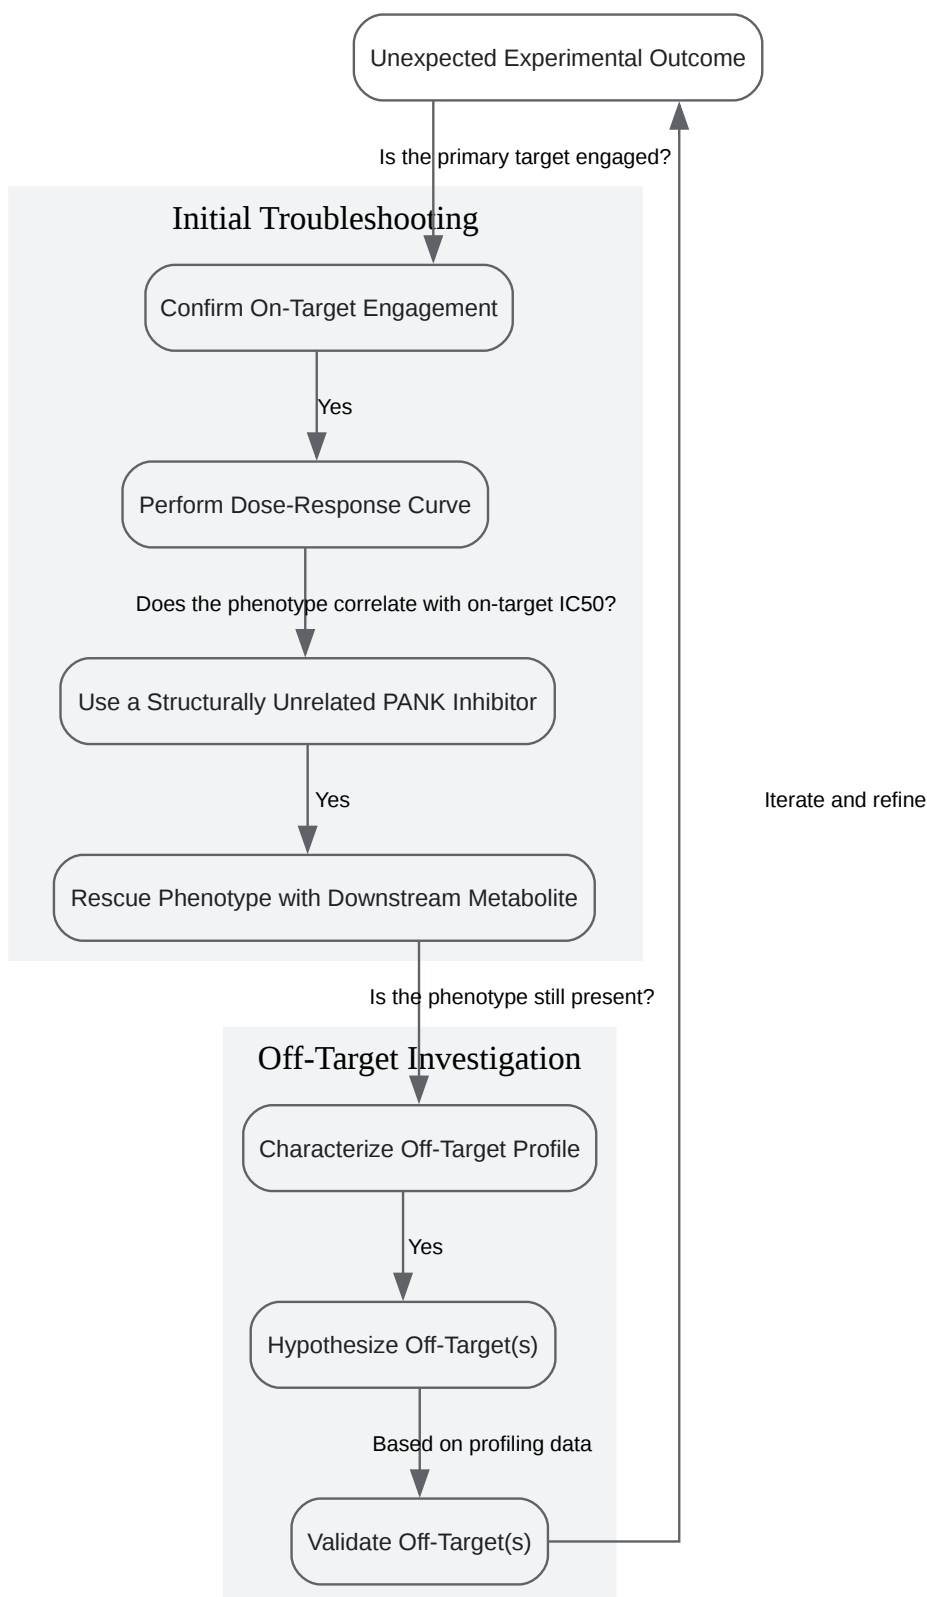 Unexpected Experimental Outcome
Is the primary target engaged?
Initial Troubleshooting
Confirm On-Target Engagement
Yes
Perform Dose-Response Curve
Does the phenotype correlate with on-target IC50?
Use a Structurally Unrelated PANK Inhibitor
Yes
Iterate and refine
Rescue Phenotype with Downstream Metabolite
Is the phenotype still present?
Off-Target Investigation
Characterize Off-Target Profile
Yes
Hypothesize Off-Target(s)
Based on profiling data
Validate Off-Target(s)